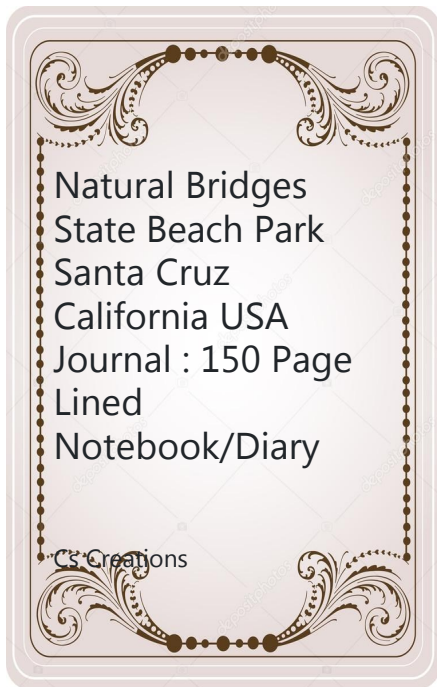 Natural Bridges
State Beach Park
Santa Cruz
California USA
Journal : 150 Page
Lined
Notebook/Diary
Cs Creations